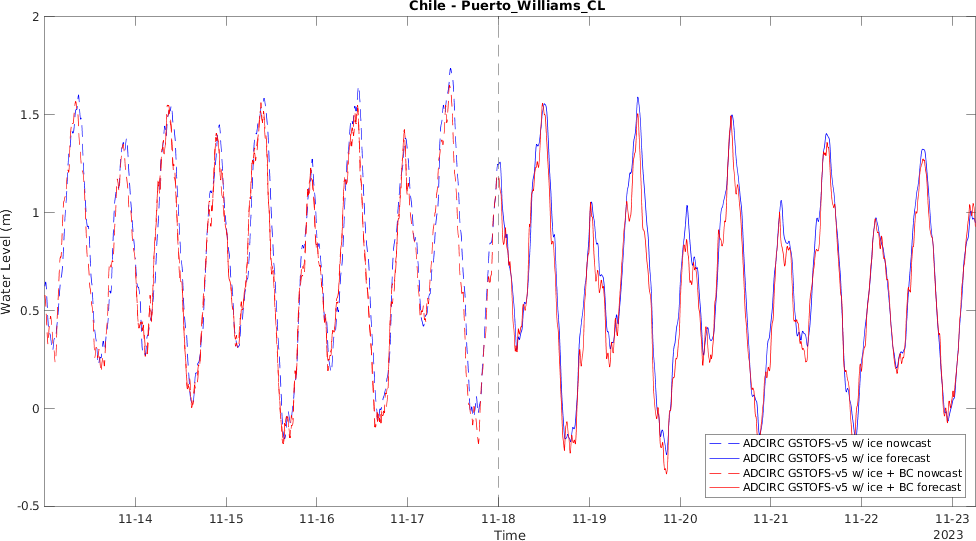 Chile - Puerto_Williams_CL
2
1.5
1
0.5
0
-0.5
Water Level (m)
ADCIRC GSTOFS-v5 w/ ice nowcast
ADCIRC GSTOFS-v5 w/ ice forecast
ADCIRC GSTOFS-v5 w/ ice + BC nowcast
ADCIRC GSTOFS-v5 w/ ice + BC forecast
11-14 11-15 11-16 11-17 11-18 11-19 11-20 11-21 11-22 11-23
Time
2023